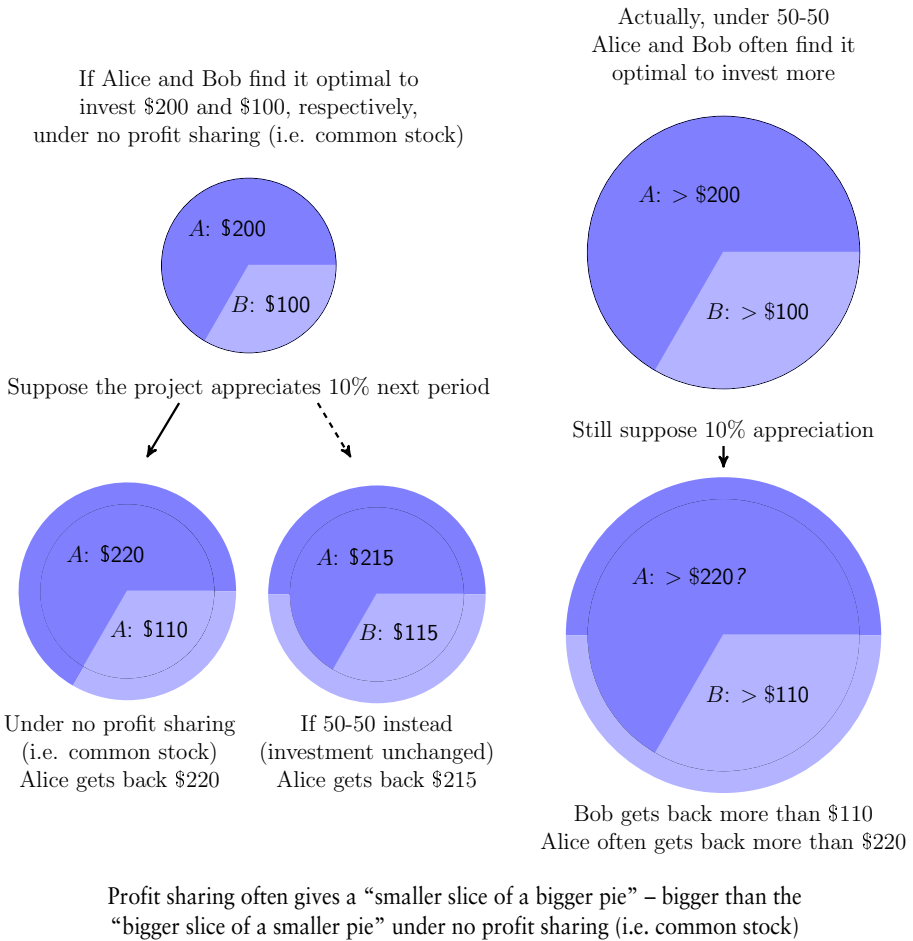 If Alice and Bob find it optimal to
invest $200 and $100, respectively,
under no profit sharing (i.e. common stock)
A: $200
B: $100
Suppose the project appreciates 10% next period
A: $220
A: $110
Under no profit sharing
(i.e. common stock)
Alice gets back $220
A: $215
B: $115
If 50-50 instead
(investment unchanged)
Alice gets back $215
Actually, under 50-50
Alice and Bob often find it
optimal to invest more
A: > $200
B: > $100
Still suppose 10% appreciation
A: > $220?
B: > $110
Bob gets back more than $110
Alice often gets back more than $220
Profit sharing often gives a “smaller slice of a bigger pie” – bigger than the
“bigger slice of a smaller pie” under no profit sharing (i.e. common stock)